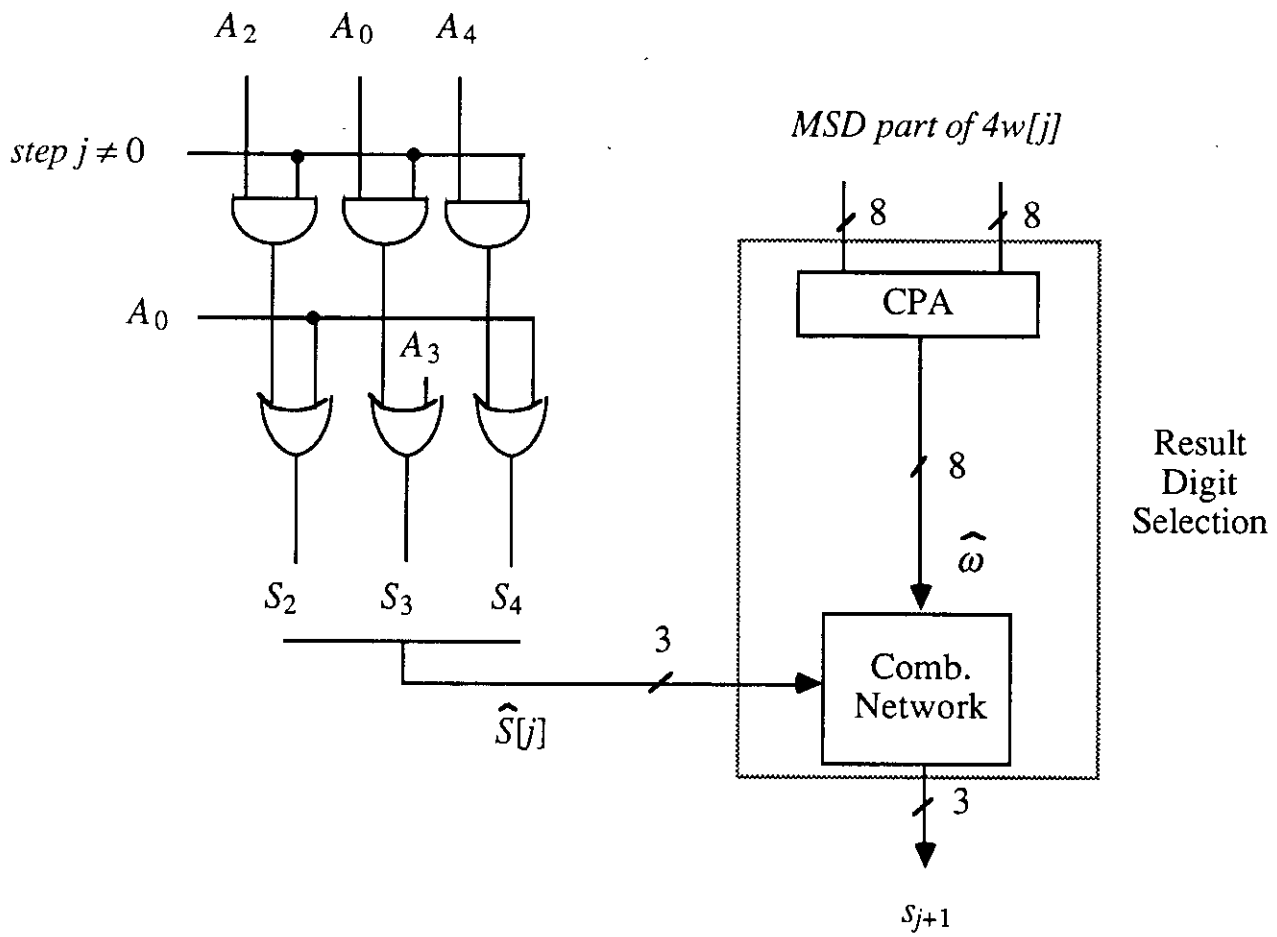 A2 A0 A4
MSD part of 4w[j]
step j ≠ 0
8 8
CPA
A0
A3
8
Result
Digit
Selection
ω̂
S2 S3 S4
3
Comb.
Network
Ŝ[j]
3
sj+1